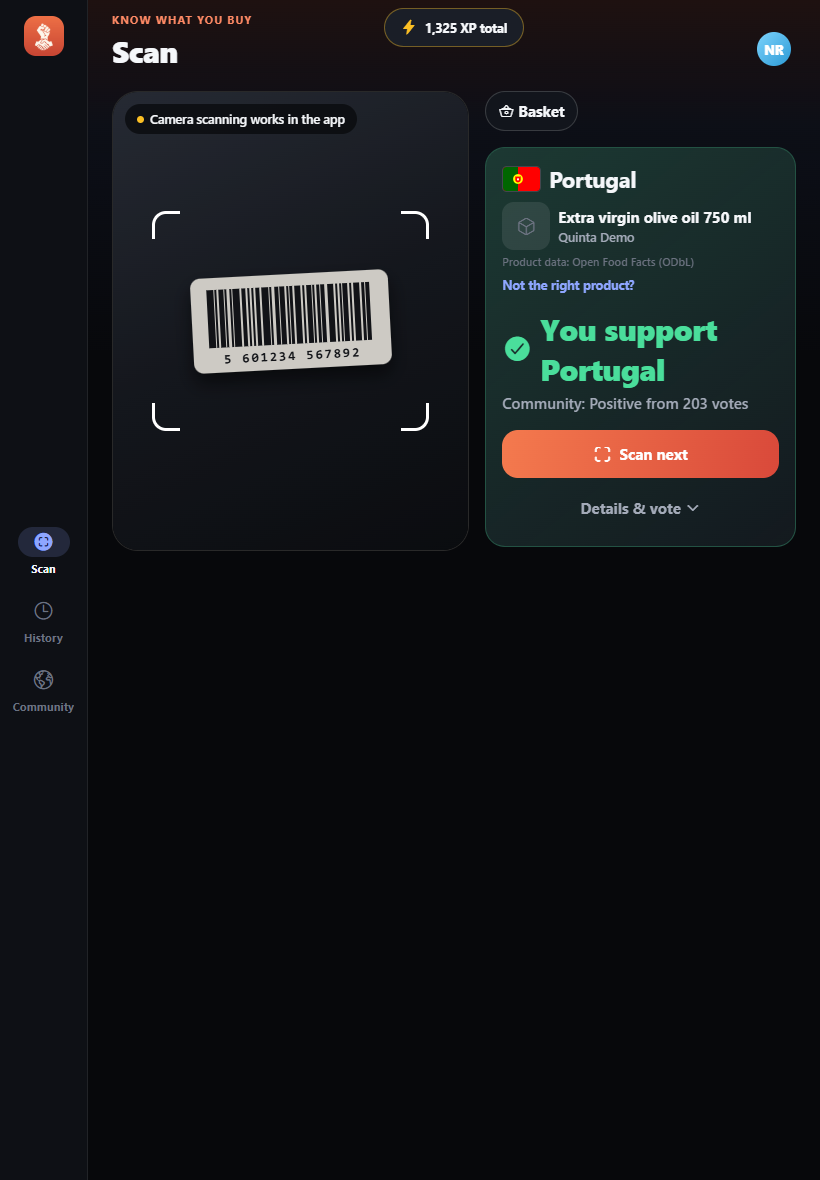 KNOW WHAT YOU BUY
Scan
1,325 XP total
NR
Camera scanning works in the app
5 601234 567892
Basket
Portugal
Extra virgin olive oil 750 ml
Quinta Demo
Product data: Open Food Facts (ODbL)
Not the right product?
You support
Portugal
Community: Positive from 203 votes
Scan next
Details & vote
Scan
History
Community